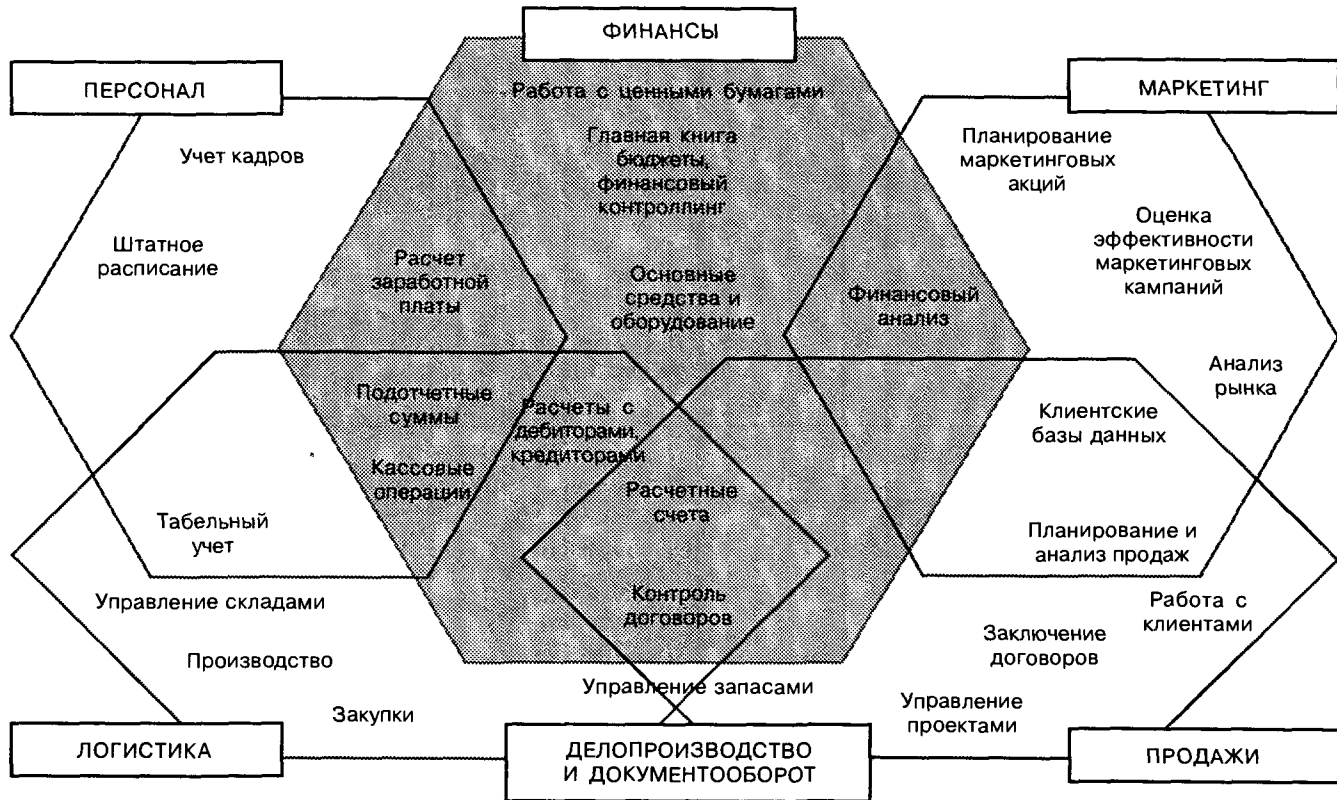 ФИНАНСЫ
ПЕРСОНАЛ
МАРКЕТИНГ
Работа с ценными бумагами
Главная книга
бюджеты,
финансовый
контроллинг
Учет кадров
Планирование
маркетинговых
акций
Штатное
расписание
Расчет
заработной
платы
Основные
средства и
оборудование
Финансовый
анализ
Оценка
эффективности
маркетинговых
кампаний
Анализ
рынка
Подотчетные
суммы
Расчеты с
дебиторами,
кредиторами
Клиентские
базы данных
Кассовые
операции
Расчетные
счета
Табельный
учет
Планирование и
анализ продаж
Управление складами
Контроль
договоров
Работа с
клиентами
Заключение
договоров
Производство
Управление запасами
Закупки
Управление
проектами
ЛОГИСТИКА
ДЕЛОПРОИЗВОДСТВО
И ДОКУМЕНТООБОРОТ
ПРОДАЖИ